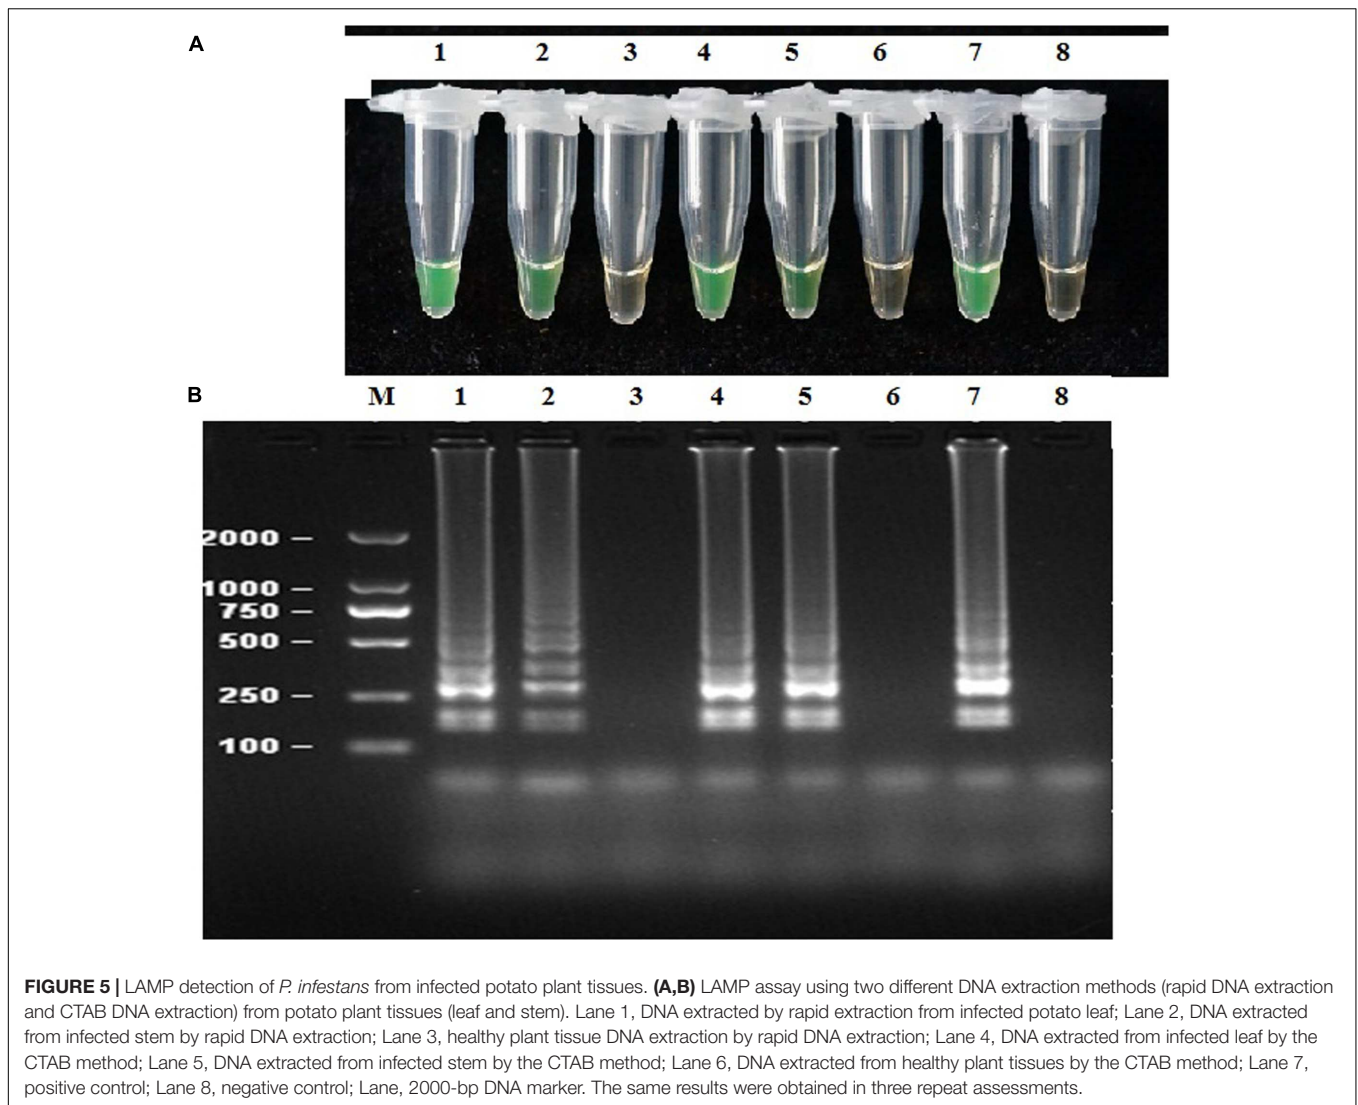 A
1 2 3 4 5 6 7 8
B
M 1 2 3 4 5 6 7 8
2000 –
1000 –
750 –
500 –
250 –
100 –
FIGURE 5 | LAMP detection of P. infestans from infected potato plant tissues. (A,B) LAMP assay using two different DNA extraction methods (rapid DNA extraction
and CTAB DNA extraction) from potato plant tissues (leaf and stem). Lane 1, DNA extracted by rapid extraction from infected potato leaf; Lane 2, DNA extracted
from infected stem by rapid DNA extraction; Lane 3, healthy plant tissue DNA extraction by rapid DNA extraction; Lane 4, DNA extracted from infected leaf by the
CTAB method; Lane 5, DNA extracted from infected stem by the CTAB method; Lane 6, DNA extracted from healthy plant tissues by the CTAB method; Lane 7,
positive control; Lane 8, negative control; Lane, 2000-bp DNA marker. The same results were obtained in three repeat assessments.